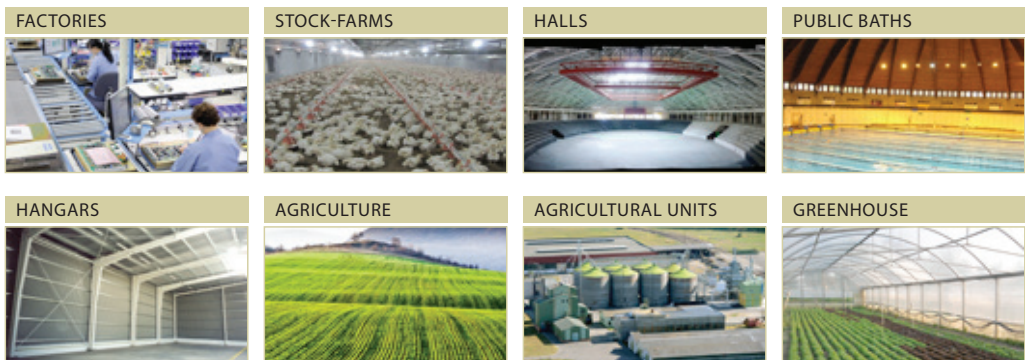 FACTORIES
STOCK-FARMS
HALLS
PUBLIC BATHS
HANGARS
AGRICULTURE
AGRICULTURAL UNITS
GREENHOUSE